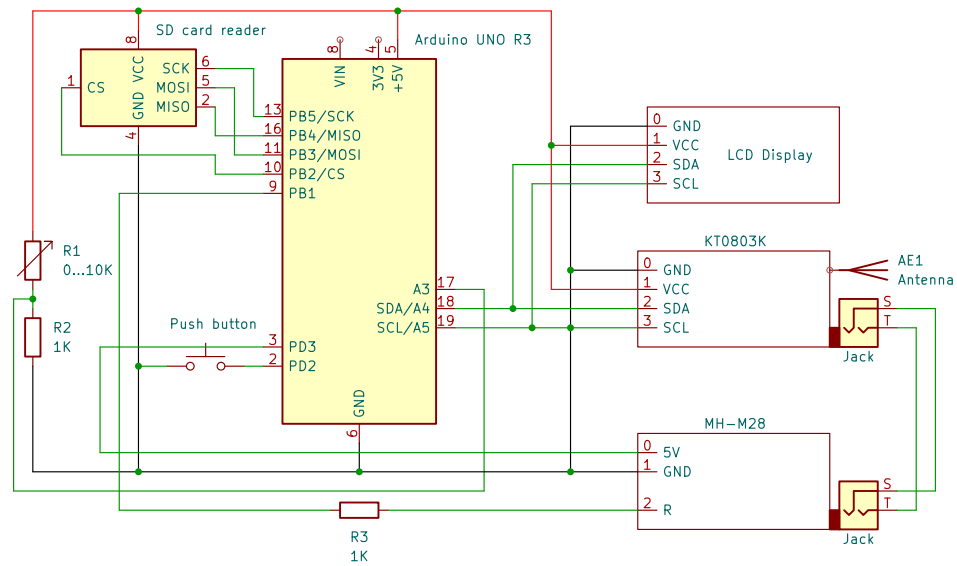 SD card reader
8
VCC
1
CS
SCK
6
MOSI
5
MISO
2
GND
4
Arduino UNO R3
8
VIN
4
3V3
5
+5V
13
PB5/SCK
16
PB4/MISO
11
PB3/MOSI
10
PB2/CS
9
PB1
A3
17
SDA/A4
18
SCL/A5
19
3
PD3
2
PD2
GND
6
LCD Display
0
GND
1
VCC
2
SDA
3
SCL
KT0803K
0
GND
1
VCC
2
SDA
3
SCL
AE1
Antenna
S
T
Jack
R1
0...10K
R2
1K
Push button
MH-M28
0
5V
1
GND
2
R
S
T
Jack
R3
1K